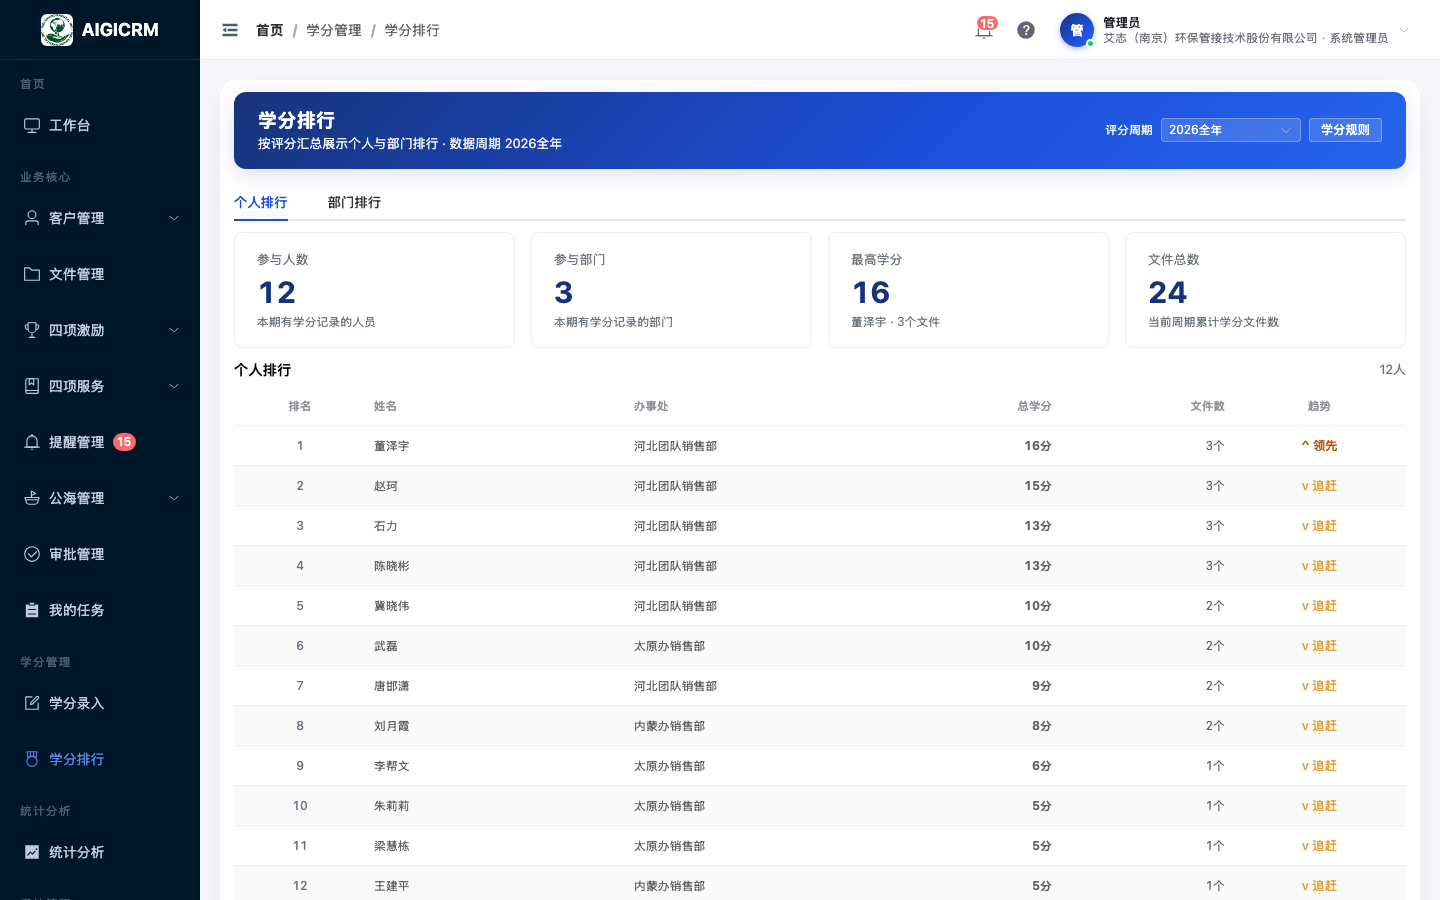 AIGICRM
首页 / 学分管理 / 学分排行
15
管
管理员
艾志（南京）环保管接技术股份有限公司 · 系统管理员
首页
工作台
业务核心
客户管理
文件管理
四项激励
四项服务
提醒管理 15
公海管理
审批管理
我的任务
学分管理
学分录入
学分排行
统计分析
统计分析
学分排行
按评分汇总展示个人与部门排行 · 数据周期 2026全年
评分周期 2026全年 学分规则
个人排行 部门排行
参与人数
12
本期有学分记录的人员
参与部门
3
本期有学分记录的部门
最高学分
16
董泽宇 · 3个文件
文件总数
24
当前周期累计学分文件数
个人排行 12人
排名 姓名 办事处 总学分 文件数 趋势
1 董泽宇 河北团队销售部 16分 3个 ^ 领先
2 赵珂 河北团队销售部 15分 3个 v 追赶
3 石力 河北团队销售部 13分 3个 v 追赶
4 陈晓彬 河北团队销售部 13分 3个 v 追赶
5 冀晓伟 河北团队销售部 10分 2个 v 追赶
6 武磊 太原办销售部 10分 2个 v 追赶
7 唐邯潇 河北团队销售部 9分 2个 v 追赶
8 刘月霞 内蒙办销售部 8分 2个 v 追赶
9 李帮文 太原办销售部 6分 1个 v 追赶
10 朱莉莉 太原办销售部 5分 1个 v 追赶
11 梁慧栋 太原办销售部 5分 1个 v 追赶
12 王建平 内蒙办销售部 5分 1个 v 追赶